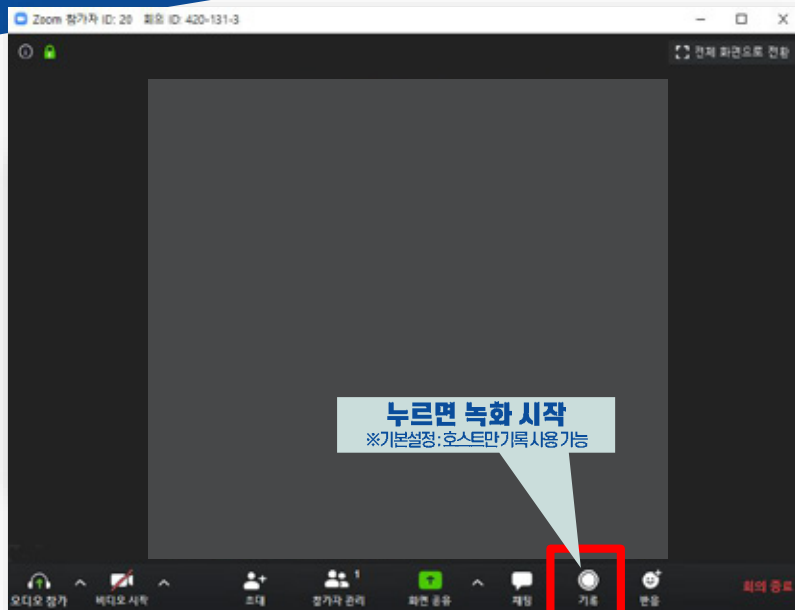 Zoom 참가자 ID: 20 회의 ID: 420-131-3
전체 화면으로 전환
누르면 녹화 시작
※기본설정:호스트만 기록 사용 가능
1
오디오 참가 비디오 시작 초대 참가자 관리 화면 공유 채팅 기록 반응 회의 종료